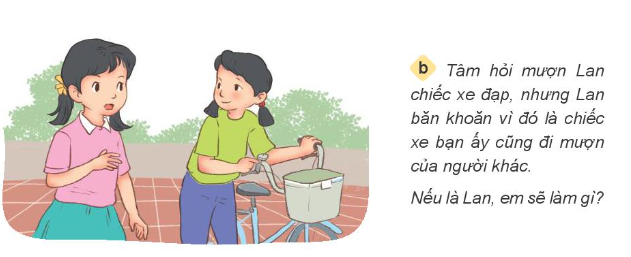 b Tâm hỏi mượn Lan
chiếc xe đạp, nhưng Lan
băn khoăn vì đó là chiếc
xe bạn ấy cũng đi mượn
của người khác.
Nếu là Lan, em sẽ làm gì?